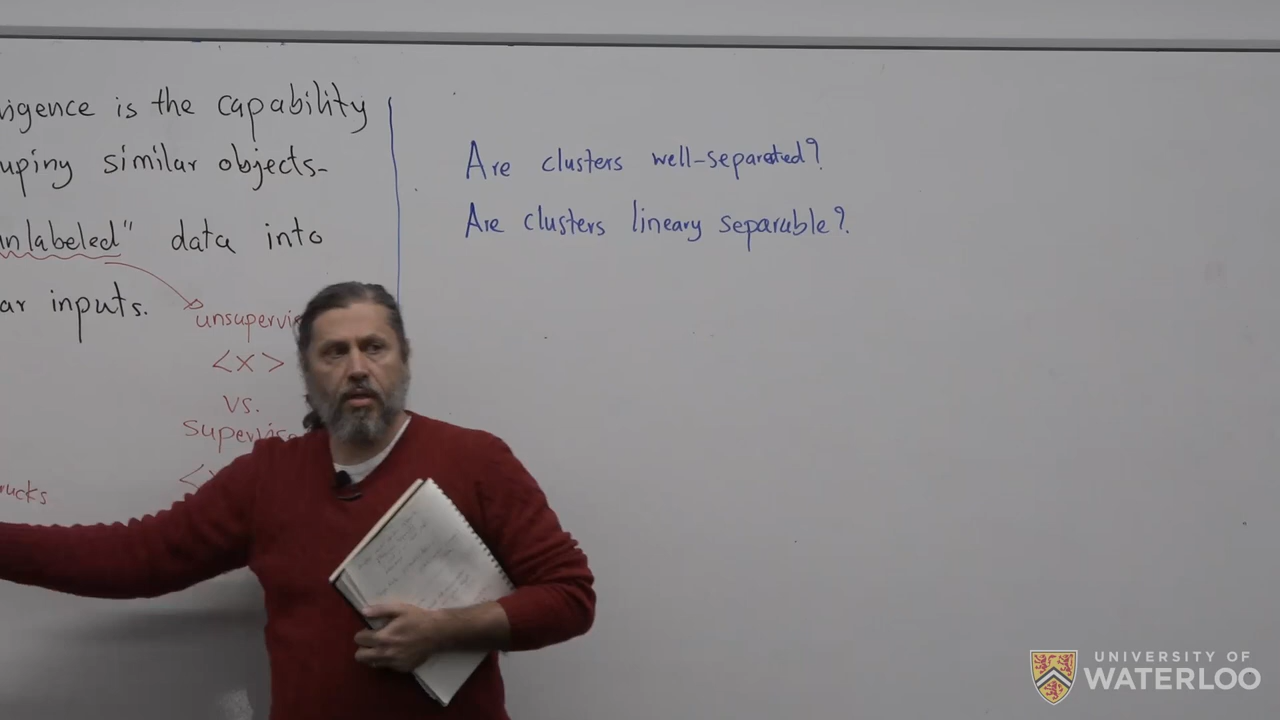 igence is the capability
uping similar objects-
nlabeled" data into
ar inputs.
unsupervi
<x>
vs.
Supervis
rucks
Are clusters well-separated?
Are clusters lineary separable?
UNIVERSITY OF
WATERLOO